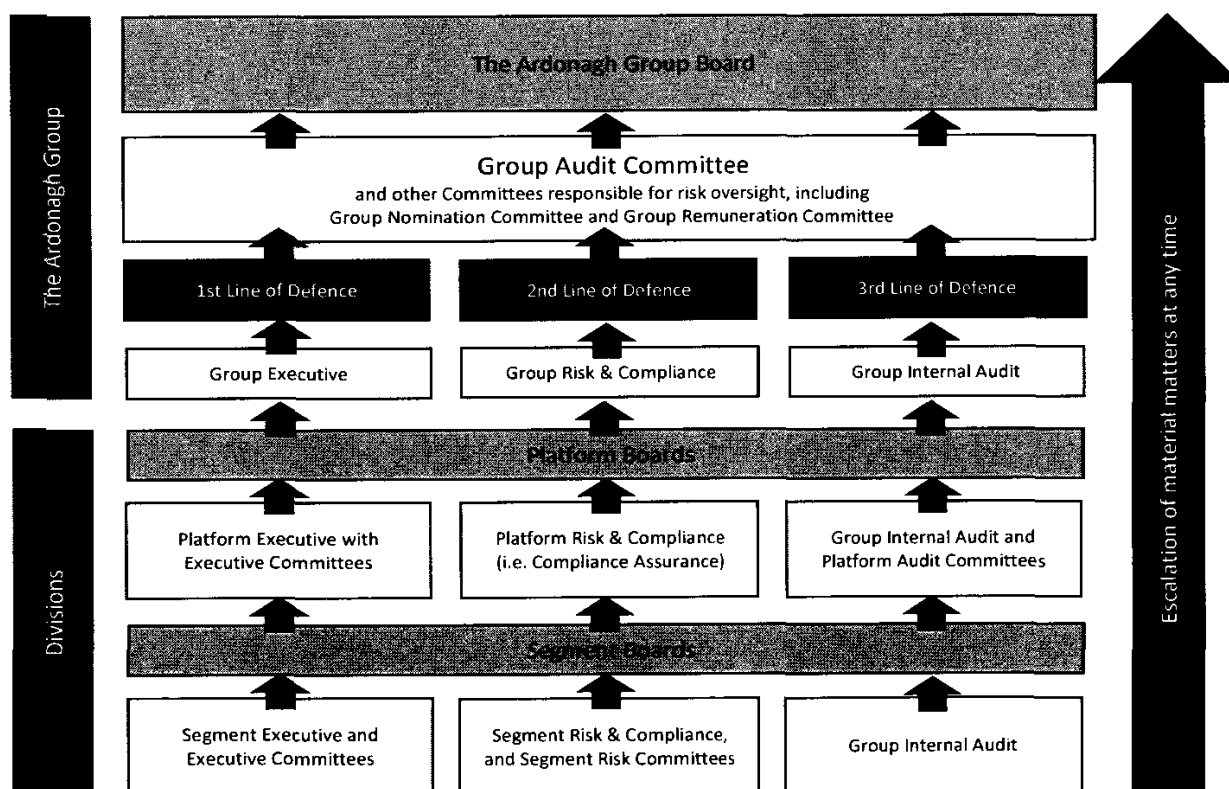 The Ardonagh Group Board
The Ardonagh Group
Group Audit Committee
and other Committees responsible for risk oversight, including
Group Nomination Committee and Group Remuneration Committee
1st Line of Defence
2nd Line of Defence
3rd Line of Defence
Group Executive
Group Risk & Compliance
Group Internal Audit
Escalation of material matters at any time
Platform Boards
Divisions
Platform Executive with
Executive Committees
Platform Risk & Compliance
(i.e. Compliance Assurance)
Group Internal Audit and
Platform Audit Committees
Segment Boards
Segment Executive and
Executive Committees
Segment Risk & Compliance,
and Segment Risk Committees
Group Internal Audit